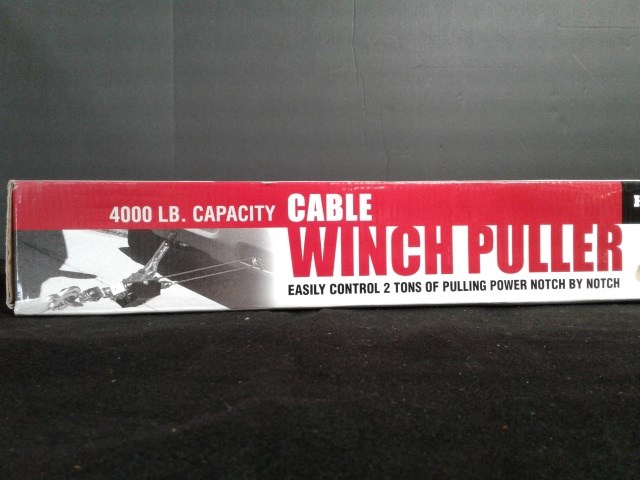 4000 LB. CAPACITY CABLE
WINCH PULLER
EASILY CONTROL 2 TONS OF PULLING POWER NOTCH BY NOTCH